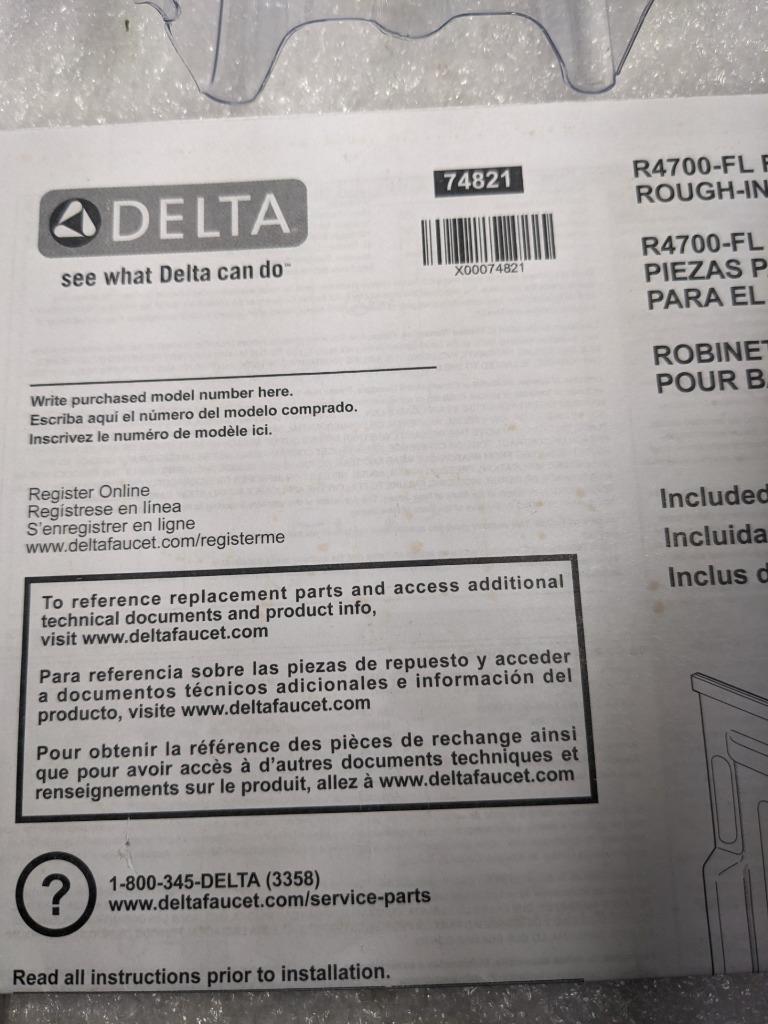 DELTA
see what Delta can do™
74821
X00074821
R4700-FL
ROUGH-IN
R4700-FL
PIEZAS
PARA EL
POUR
Write purchased model number here.
Escriba aquí el número del modelo comprado.
Inscrivez le numéro de modèle ici.
Register Online
Regístrese en línea
S'enregistrer en ligne
www.deltafaucet.com/registerme
Included
Inclus
To reference replacement parts and access additional
technical documents and product info,
visit www.deltafaucet.com
Para referencia sobre las piezas de repuesto y acceder
a documentos técnicos adicionales e información del
producto, visite www.deltafaucet.com
Pour obtenir la référence des pièces de rechange ainsi
que pour avoir accès à d'autres documents techniques et
renseignements sur le produit, allez à www.deltafaucet.com
?
1-800-345-DELTA (3358)
www.deltafaucet.com/service-parts
Read all instructions prior to installation.